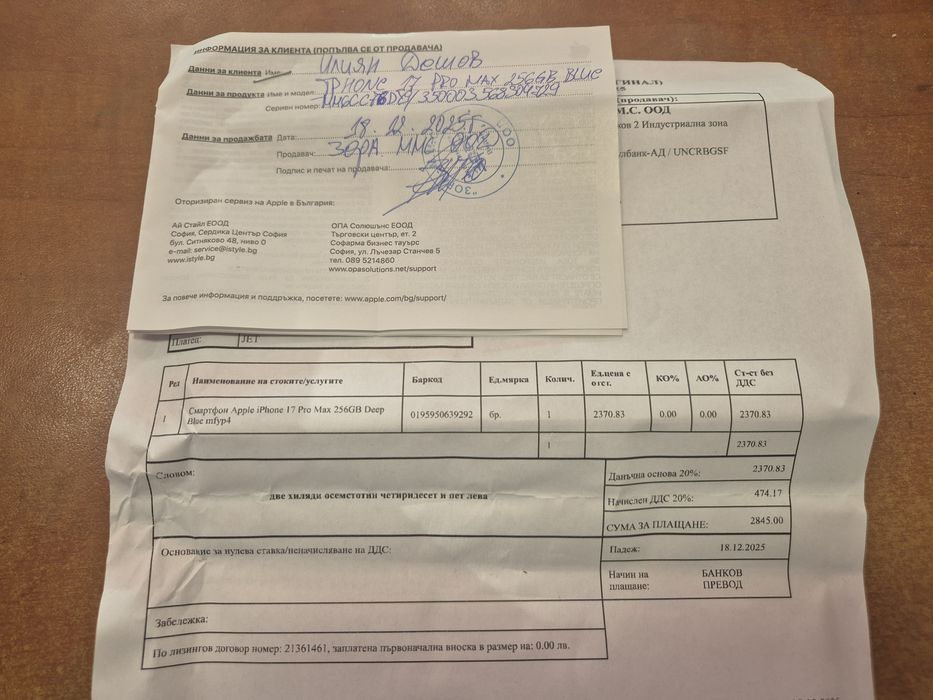 ИНФОРМАЦИЯ ЗА КЛИЕНТА (ПОПЪЛВА СЕ ОТ ПРОДАВАЧА)
Данни за клиента Име: Илиян Дешов
Данни за продукта Име и модел: IPHONE 17 PRO MAX 256GB BLUE
Сериен номер:
Данни за продажбата Дата: 18.12.2025г
Продавач: ЗОРА ММС ООД
Подпис и печат на продавача:
Оторизиран сервиз на Apple в България:
Ай Стайл ЕООД
София, Сердика Център София
бул. Ситняково 48, ниво 0
e-mail: service@istyle.bg
www.istyle.bg
ОПА Солюшънс ЕООД
Търговски център, ет. 2
Софарма бизнес тауърс
София, ул. Лъчезар Станчев 5
тел. 089 5214860
www.opasolutions.net/support
За повече информация и поддръжка, посетете: www.apple.com/bg/support/
(продавач):
М.С. ООД
2 Индустриална зона
/ UNCRBGSF
Платец: ЈЕТ
Ред Наименование на стоките/услугите Баркод Ед.мярка Колич. Ед.цена с отст. КО% АО% Ст-ст без ДДС
1 Смартфон Apple iPhone 17 Pro Max 256GB Deep Blue mfyp4 0195950639292 бр. 1 2370.83 0.00 0.00 2370.83
1 2370.83
Словом:
две хиляди осемстотин четиридесет и пет лева
Данъчна основа 20%: 2370.83
Начислен ДДС 20%: 474.17
СУМА ЗА ПЛАЩАНЕ: 2845.00
Основание за нулева ставка/неначисляване на ДДС:
Падеж: 18.12.2025
Начин на плащане: БАНКОВ ПРЕВОД
Забележка:
По лизингов договор номер: 21361461, заплатена първоначална вноска в размер на: 0.00 лв.